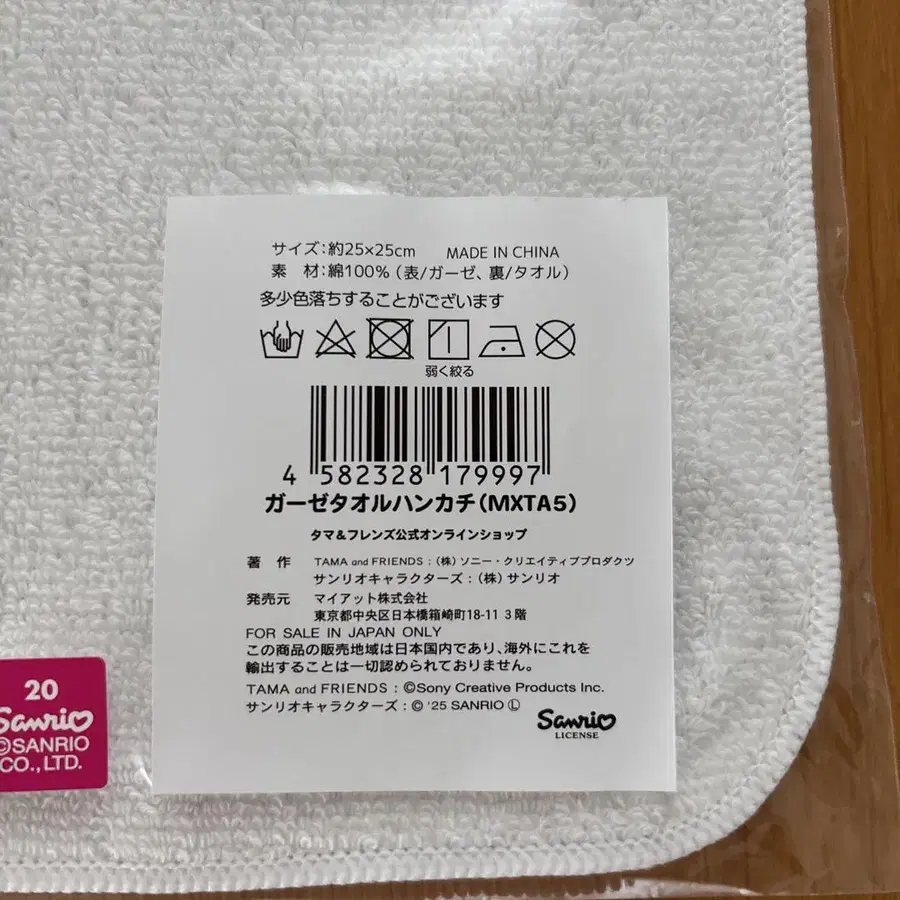 サイズ：約25×25cm MADE IN CHINA
素 材：綿100％（表/ガーゼ、裏/タオル）
多少色落ちすることがございます
弱く絞る
4 582328 179997
ガーゼタオルハンカチ（MXTA5）
タマ＆フレンズ公式オンラインショップ
著 作 TAMA and FRIENDS：（株）ソニー・クリエイティブプロダクツ
サンリオキャラクターズ：（株）サンリオ
発売元 マイアット株式会社
東京都中央区日本橋箱崎町18-11 3階
FOR SALE IN JAPAN ONLY
この商品の販売地域は日本国内であり、海外にこれを
輸出することは一切認められておりません。
TAMA and FRIENDS：©Sony Creative Products Inc.
サンリオキャラクターズ：© '25 SANRIO Ⓛ
Sanrio
LICENSE
20
Sanrio
©SANRIO
CO.,LTD.